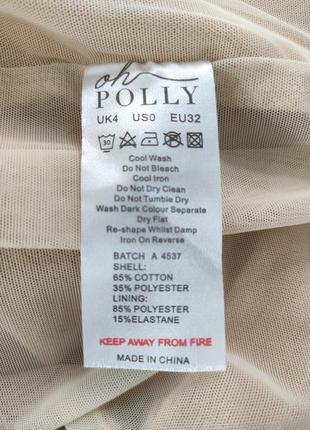 oh
POLLY
UK4 US0 EU32
30
Cool Wash
Do Not Bleach
Cool Iron
Do Not Dry Clean
Do Not Tumble Dry
Wash Dark Colour Separate
Dry Flat
Re-shape Whilst Damp
Iron On Reverse
BATCH A 4537
SHELL:
65% COTTON
35% POLYESTER
LINING:
85% POLYESTER
15%ELASTANE
KEEP AWAY FROM FIRE
MADE IN CHINA